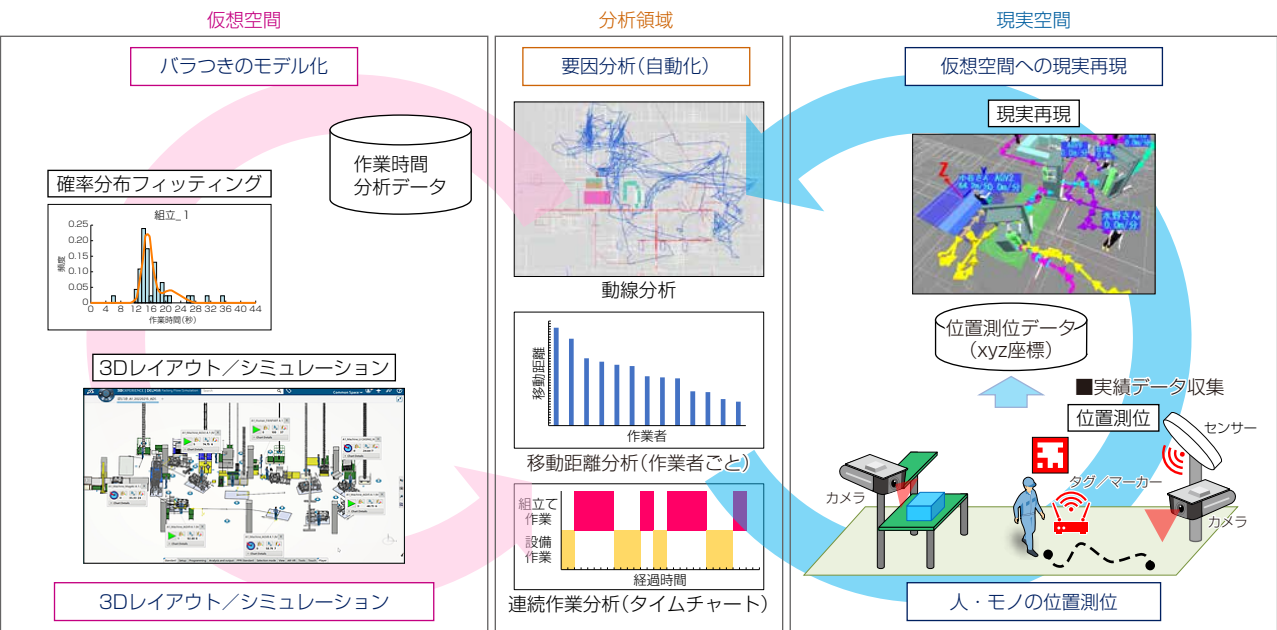 仮想空間
バラつきのモデル化
作業時間
分析データ
確率分布フィッティング
組立_1
頻度
0.25
0.20
0.15
0.10
0.05
0
0 4 8 12 16 20 24 28 32 36 40 44
作業時間(秒)
3Dレイアウト／シミュレーション
3Dレイアウト／シミュレーション
分析領域
要因分析(自動化)
動線分析
移動距離
作業者
移動距離分析(作業者ごと)
組立て
作業
設備
作業
経過時間
連続作業分析(タイムチャート)
現実空間
仮想空間への現実再現
現実再現
Z
Y
水野さん
0.0m/分
位置測位データ
(xyz座標)
■実績データ収集
位置測位
センサー
タグ／マーカー
カメラ
カメラ
人・モノの位置測位